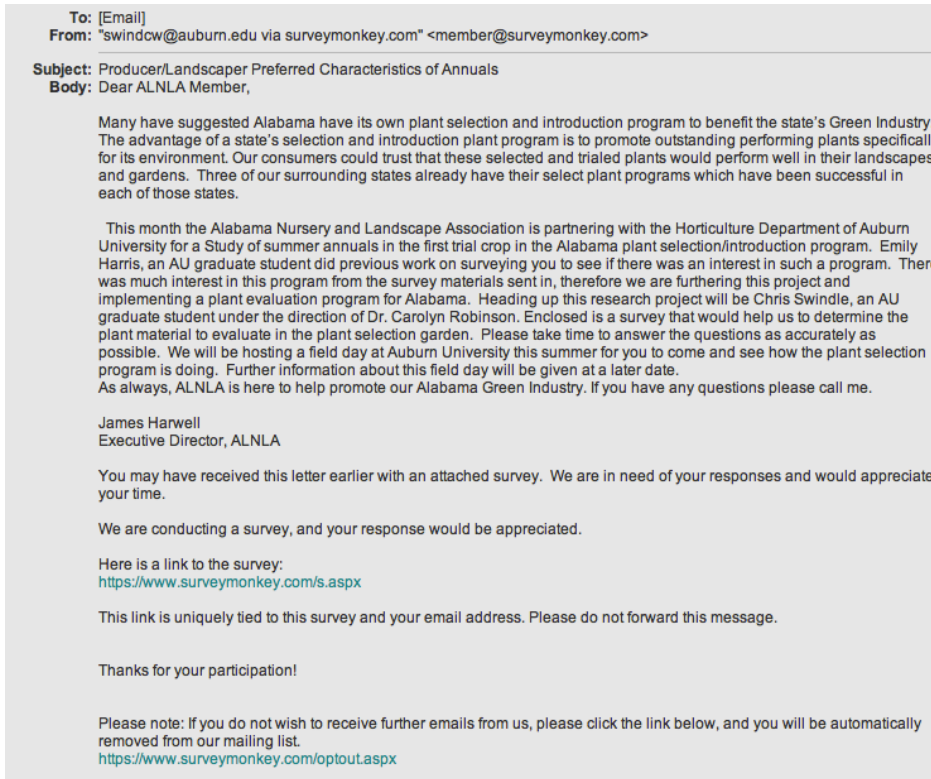 To: [Email]
From: "swindcw@auburn.edu via surveymonkey.com" <member@surveymonkey.com>
Subject: Producer/Landscaper Preferred Characteristics of Annuals
Body: Dear ALNLA Member,
Many have suggested Alabama have its own plant selection and introduction program to benefit the state's Green Industry
The advantage of a state's selection and introduction plant program is to promote outstanding performing plants specificall
for its environment. Our consumers could trust that these selected and trialed plants would perform well in their landscapes
and gardens. Three of our surrounding states already have their select plant programs which have been successful in
each of those states.
This month the Alabama Nursery and Landscape Association is partnering with the Horticulture Department of Auburn
University for a Study of summer annuals in the first trial crop in the Alabama plant selection/introduction program. Emily
Harris, an AU graduate student did previous work on surveying you to see if there was an interest in such a program. Ther
was much interest in this program from the survey materials sent in, therefore we are furthering this project and
implementing a plant evaluation program for Alabama. Heading up this research project will be Chris Swindle, an AU
graduate student under the direction of Dr. Carolyn Robinson. Enclosed is a survey that would help us to determine the
plant material to evaluate in the plant selection garden. Please take time to answer the questions as accurately as
possible. We will be hosting a field day at Auburn University this summer for you to come and see how the plant selection
program is doing. Further information about this field day will be given at a later date.
As always, ALNLA is here to help promote our Alabama Green Industry. If you have any questions please call me.
James Harwell
Executive Director, ALNLA
You may have received this letter earlier with an attached survey. We are in need of your responses and would appreciate
your time.
We are conducting a survey, and your response would be appreciated.
Here is a link to the survey:
https://www.surveymonkey.com/s.aspx
This link is uniquely tied to this survey and your email address. Please do not forward this message.
Thanks for your participation!
Please note: If you do not wish to receive further emails from us, please click the link below, and you will be automatically
removed from our mailing list.
https://www.surveymonkey.com/optout.aspx